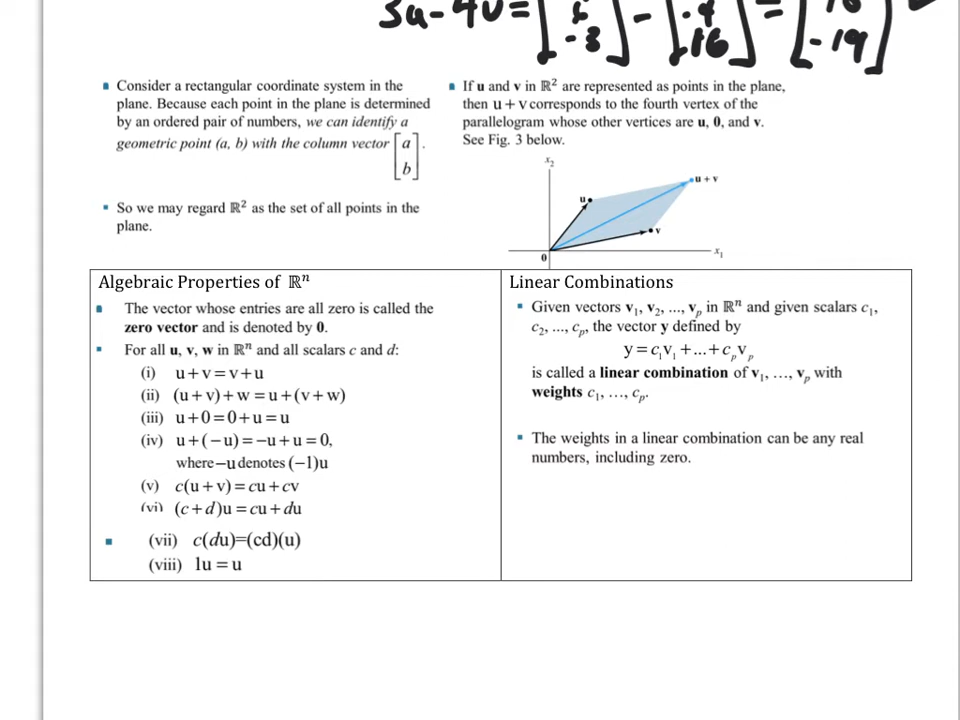 3u - 4v = [ -3 ] - [ -4 16 ] = [ -19 ]
▪ Consider a rectangular coordinate system in the
plane. Because each point in the plane is determined
by an ordered pair of numbers, we can identify a
geometric point (a, b) with the column vector [ a b ] .
▪ So we may regard ℝ² as the set of all points in the
plane.
▪ If u and v in ℝ² are represented as points in the plane,
then u + v corresponds to the fourth vertex of the
parallelogram whose other vertices are u, 0, and v.
See Fig. 3 below.
x₂
u + v
u
v
x₁
0
Algebraic Properties of ℝⁿ
▪ The vector whose entries are all zero is called the
zero vector and is denoted by 0.
▪ For all u, v, w in ℝⁿ and all scalars c and d:
(i) u + v = v + u
(ii) (u + v) + w = u + (v + w)
(iii) u + 0 = 0 + u = u
(iv) u + (−u) = −u + u = 0,
where −u denotes (−1)u
(v) c(u + v) = cu + cv
(vi) (c + d)u = cu + du
▪ (vii) c(du)=(cd)(u)
(viii) 1u = u
Linear Combinations
▪ Given vectors v₁, v₂, ..., vₚ in ℝⁿ and given scalars c₁,
c₂, ..., cₚ, the vector y defined by
y = c₁v₁ + ... + cₚvₚ
is called a linear combination of v₁, …, vₚ with
weights c₁, …, cₚ.
▪ The weights in a linear combination can be any real
numbers, including zero.